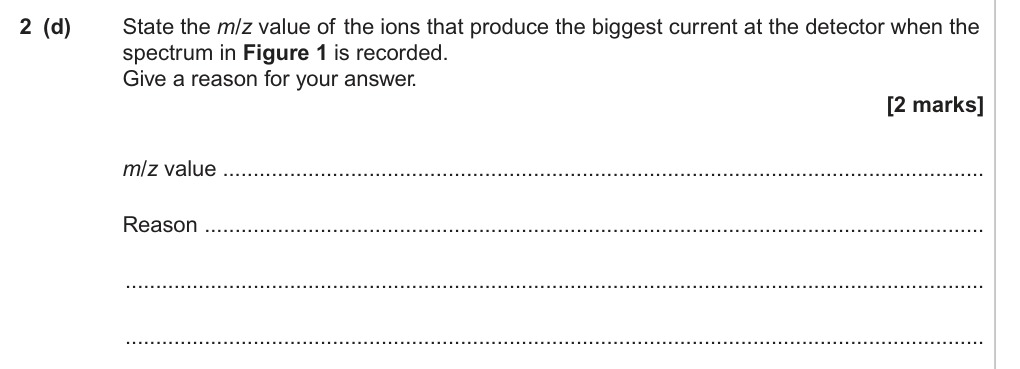 2 (d) State the m/z value of the ions that produce the biggest current at the detector when the
spectrum in Figure 1 is recorded.
Give a reason for your answer.
[2 marks]
m/z value ................................................................................................................................
Reason ...................................................................................................................................
................................................................................................................................................
................................................................................................................................................